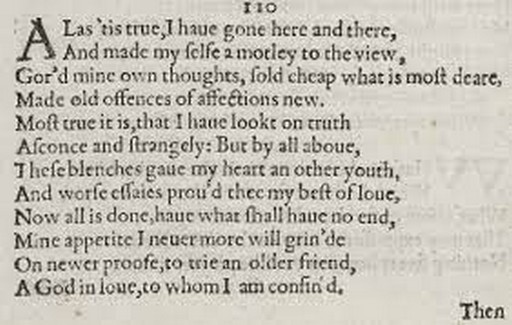 110
ALas 'tis true,I haue gone here and there,
And made my ſelfe a motley to the view,
Gor'd mine own thoughts, ſold cheap what is moſt deare,
Made old offences of affections new.
Moſt true it is,that I haue lookt on truth
Aſconce and ſtrangely: But by all aboue,
Theſe blenches gaue my heart an other youth,
And worſe eſſaies prou'd thee my beſt of loue,
Now all is done,haue what ſhall haue no end,
Mine appetite I neuer more will grin'de
On newer proofe,to trie an older friend,
A God in loue,to whom I am confin'd.
Then